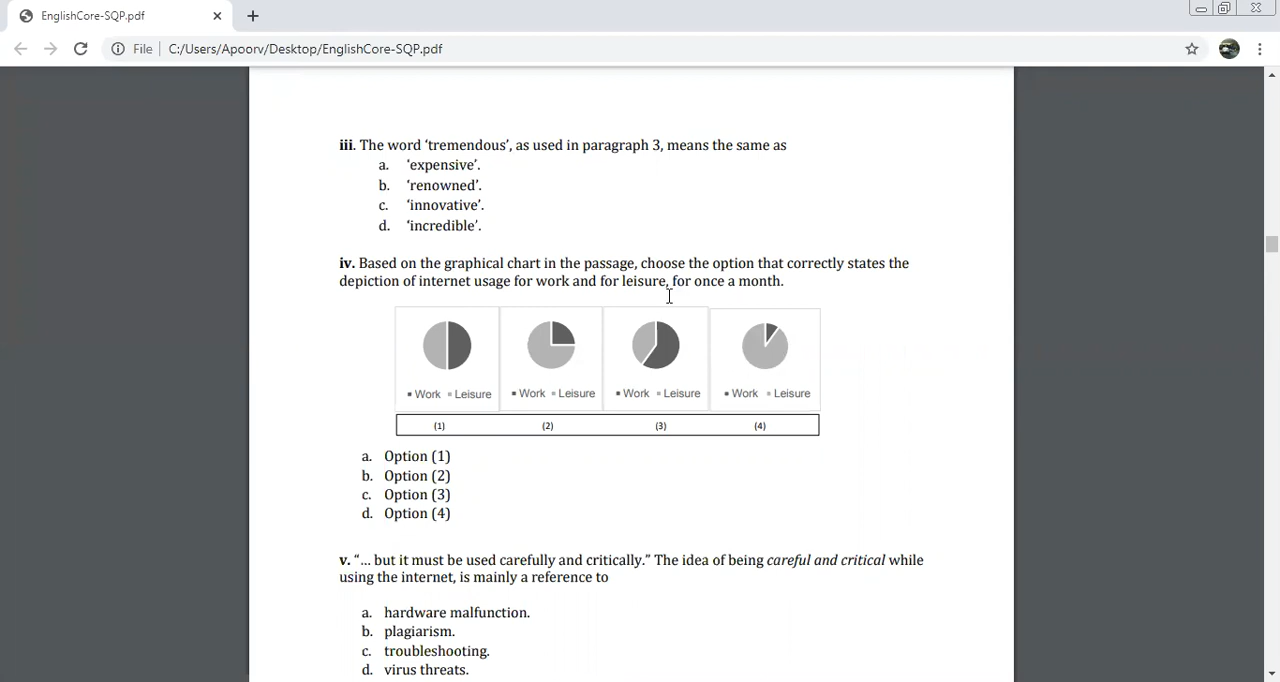 EnglishCore-SQP.pdf
File
C:/Users/Apoorv/Desktop/EnglishCore-SQP.pdf
iii. The word ‘tremendous’, as used in paragraph 3, means the same as
a. ‘expensive’.
b. ‘renowned’.
c. ‘innovative’.
d. ‘incredible’.
iv. Based on the graphical chart in the passage, choose the option that correctly states the
depiction of internet usage for work and for leisure, for once a month.
Work Leisure Work Leisure Work Leisure Work Leisure
(1) (2) (3) (4)
a. Option (1)
b. Option (2)
c. Option (3)
d. Option (4)
v. “… but it must be used carefully and critically.” The idea of being careful and critical while
using the internet, is mainly a reference to
a. hardware malfunction.
b. plagiarism.
c. troubleshooting.
d. virus threats.